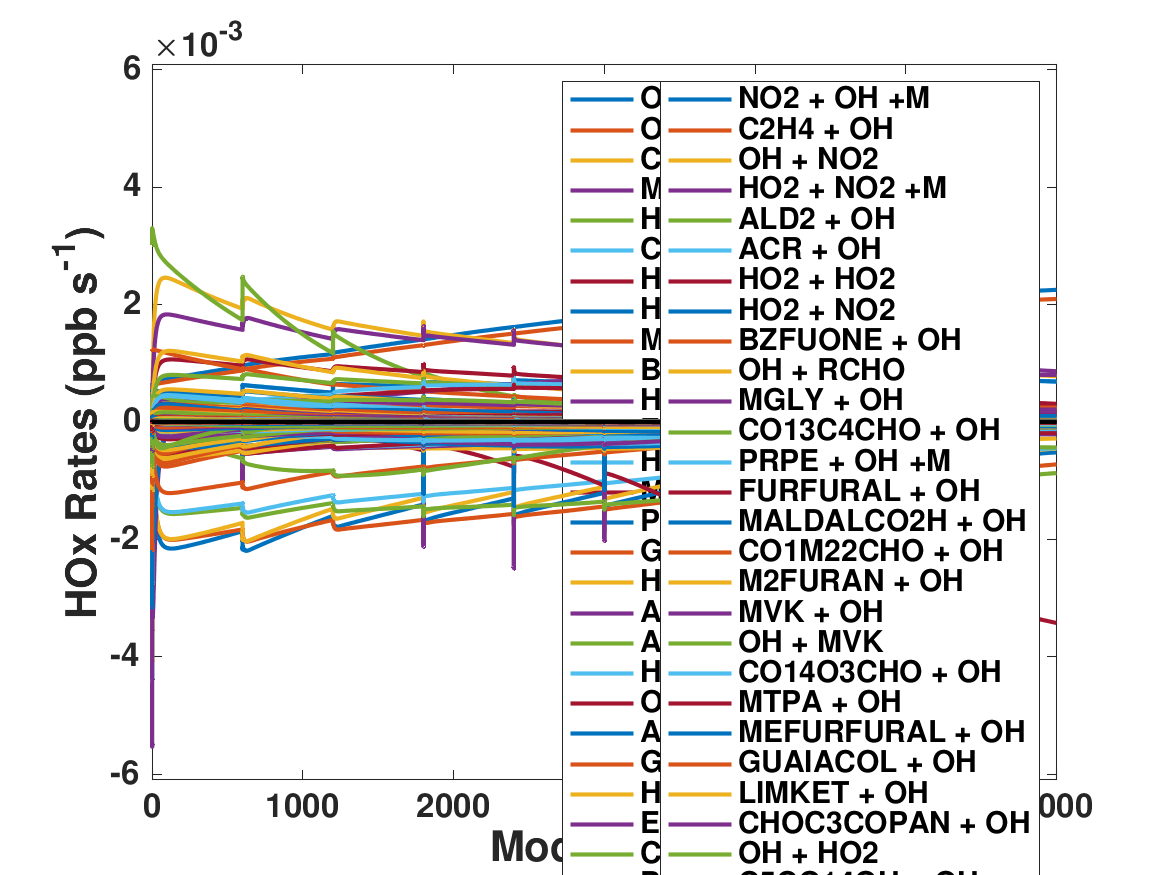 ×10-3
6
4
2
0
-2
-4
-6
0
1000
2000
000
HOx Rates (ppb s-1)
O
O
C
M
H
C
H
H
M
B
H
H
P
G
H
A
A
H
O
A
G
H
E
C
NO2 + OH +M
C2H4 + OH
OH + NO2
HO2 + NO2 +M
ALD2 + OH
ACR + OH
HO2 + HO2
HO2 + NO2
BZFUONE + OH
OH + RCHO
MGLY + OH
CO13C4CHO + OH
PRPE + OH +M
FURFURAL + OH
MALDALCO2H + OH
CO1M22CHO + OH
M2FURAN + OH
MVK + OH
OH + MVK
CO14O3CHO + OH
MTPA + OH
MEFURFURAL + OH
GUAIACOL + OH
LIMKET + OH
CHOC3COPAN + OH
OH + HO2